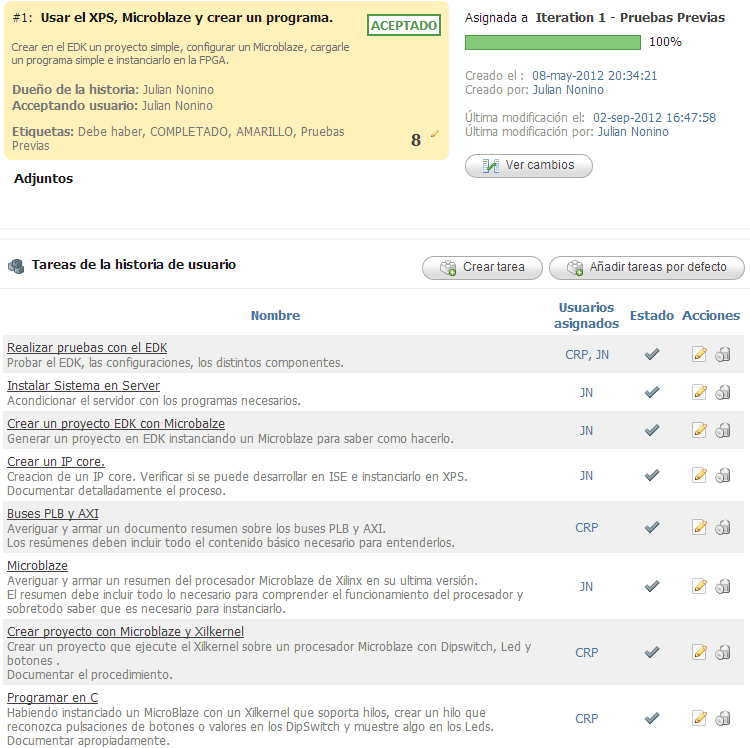 #1: Usar el XPS, Microblaze y crear un programa.
ACEPTADO
Crear en el EDK un proyecto simple, configurar un Microblaze, cargarle
un programa simple e instanciarlo en la FPGA.
Dueño de la historia: Julian Nonino
Aceptando usuario: Julian Nonino
Etiquetas: Debe haber, COMPLETADO, AMARILLO, Pruebas
Previas
8
Adjuntos
Asignada a Iteration 1 - Pruebas Previas
100%
Creado el : 08-may-2012 20:34:21
Creado por: Julian Nonino
Última modificación el: 02-sep-2012 16:47:58
Última modificación por: Julian Nonino
Ver cambios
Tareas de la historia de usuario
Crear tarea
Añadir tareas por defecto
Nombre
Usuarios
asignados
Estado
Acciones
Realizar pruebas con el EDK
Probar el EDK, las configuraciones, los distintos componentes.
CRP, JN
Instalar Sistema en Server
Acondicionar el servidor con los programas necesarios.
JN
Crear un proyecto EDK con Microbalze
Generar un proyecto en EDK instanciando un Microblaze para saber como hacerlo.
JN
Crear un IP core.
Creacion de un IP core. Verificar si se puede desarrollar en ISE e instanciarlo en XPS.
Documentar detalladamente el proceso.
JN
Buses PLB y AXI
Averiguar y armar un documento resumen sobre los buses PLB y AXI.
Los resúmenes deben incluir todo el contenido básico necesario para entenderlos.
CRP
Microblaze
Averiguar y armar un resumen del procesador Microblaze de Xilinx en su ultima versión.
El resumen debe incluir todo lo necesario para comprender el funcionamiento del procesador y
sobretodo saber que es necesario para instanciarlo.
JN
Crear proyecto con Microblaze y Xilkernel
Crear un proyecto que ejecute el Xilkernel sobre un procesador Microblaze con Dipswitch, Led y
botones .
Documentar el procedimiento.
CRP
Programar en C
Habiendo instanciado un MicroBlaze con un Xilkernel que soporta hilos, crear un hilo que
reconozca pulsaciones de botones o valores en los DipSwitch y muestre algo en los Leds.
Documentar apropiadamente.
CRP